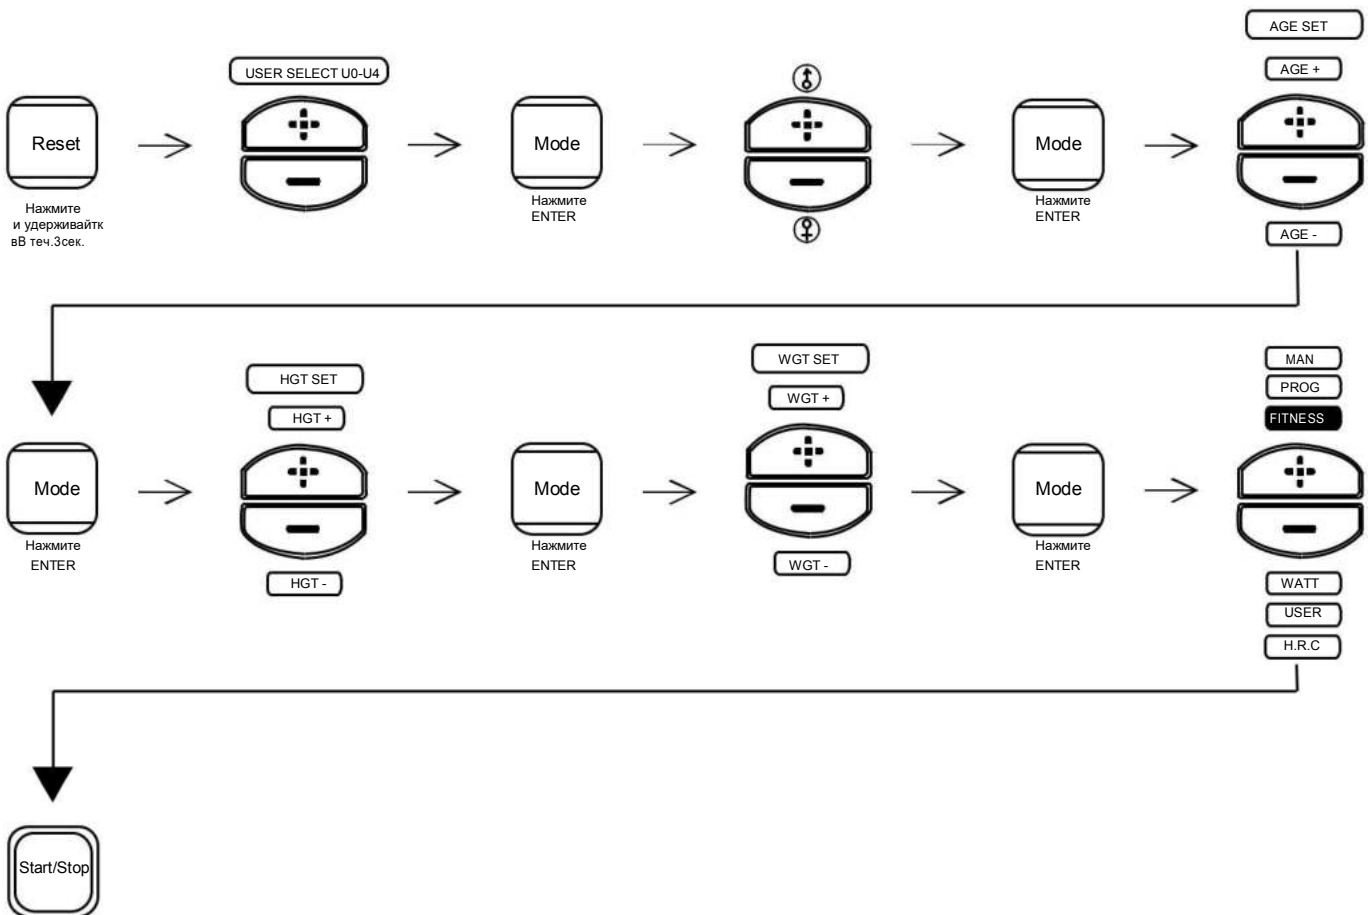 AGE SET
USER SELECT U0-U4
AGE +
Reset
Mode
Mode
Нажмите
и удерживайтк
вВ теч.3сек.
Нажмите
ENTER
Нажмите
ENTER
AGE -
HGT SET
HGT +
WGT SET
WGT +
MAN
PROG
FITNESS
Mode
Mode
Mode
Нажмите
ENTER
HGT -
Нажмите
ENTER
WGT -
Нажмите
ENTER
WATT
USER
H.R.C
Start/Stop